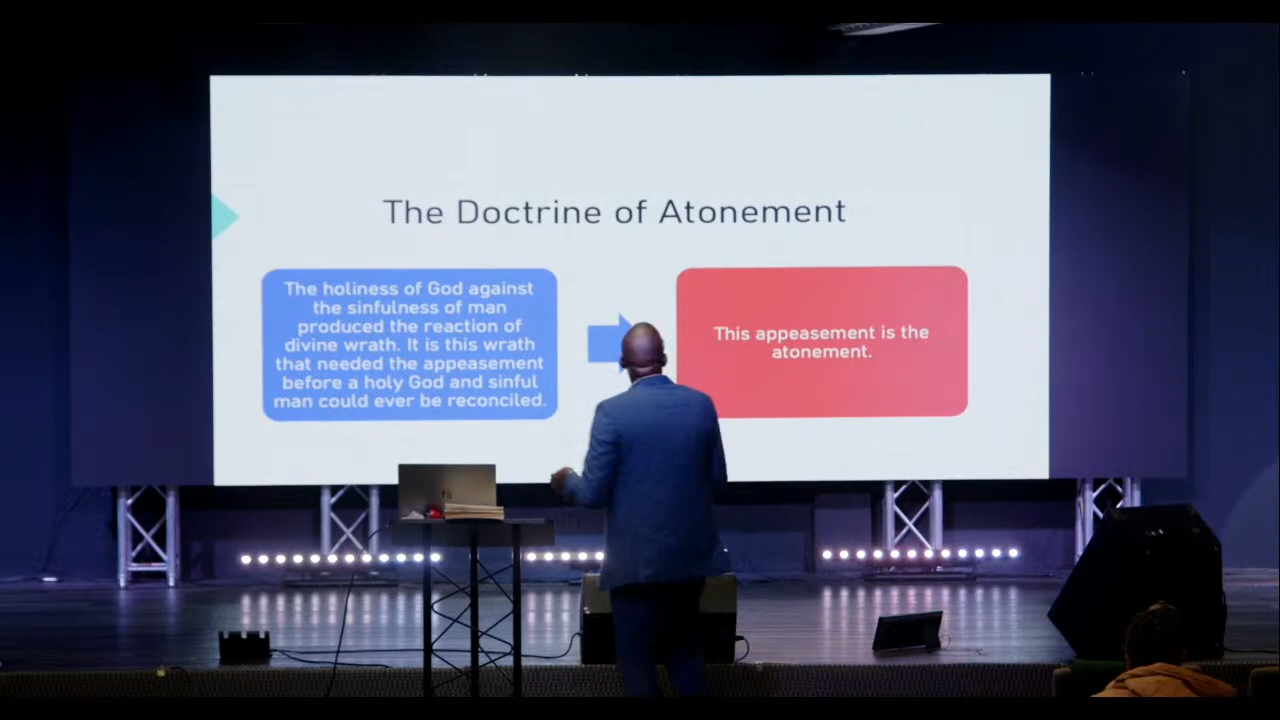 The Doctrine of Atonement
The holiness of God against
the sinfulness of man
produced the reaction of
divine wrath. It is this wrath
that needed the appeasement
before a holy God and sinful
man could ever be reconciled.
This appeasement is the
atonement.